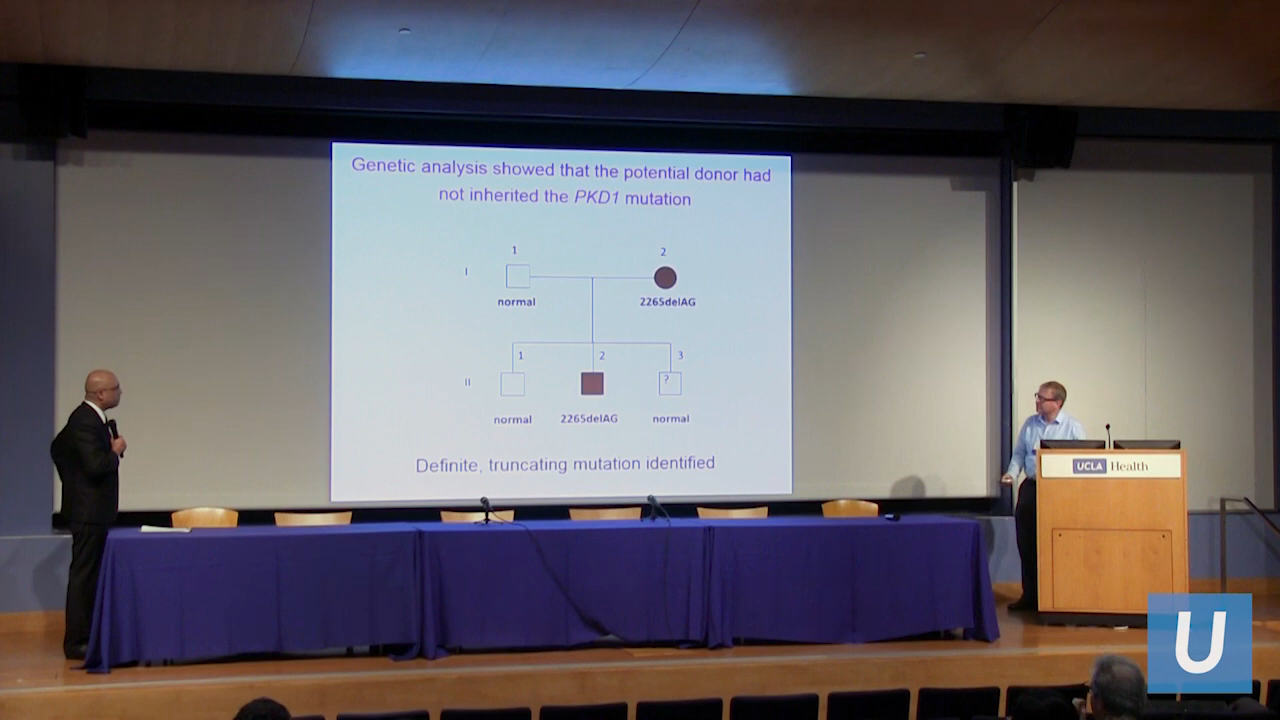 Genetic analysis showed that the potential donor had
not inherited the PKD1 mutation
1 2
I
normal 2265delAG
1 2 3
II ?
normal 2265delAG normal
Definite, truncating mutation identified
UCLA Health
U